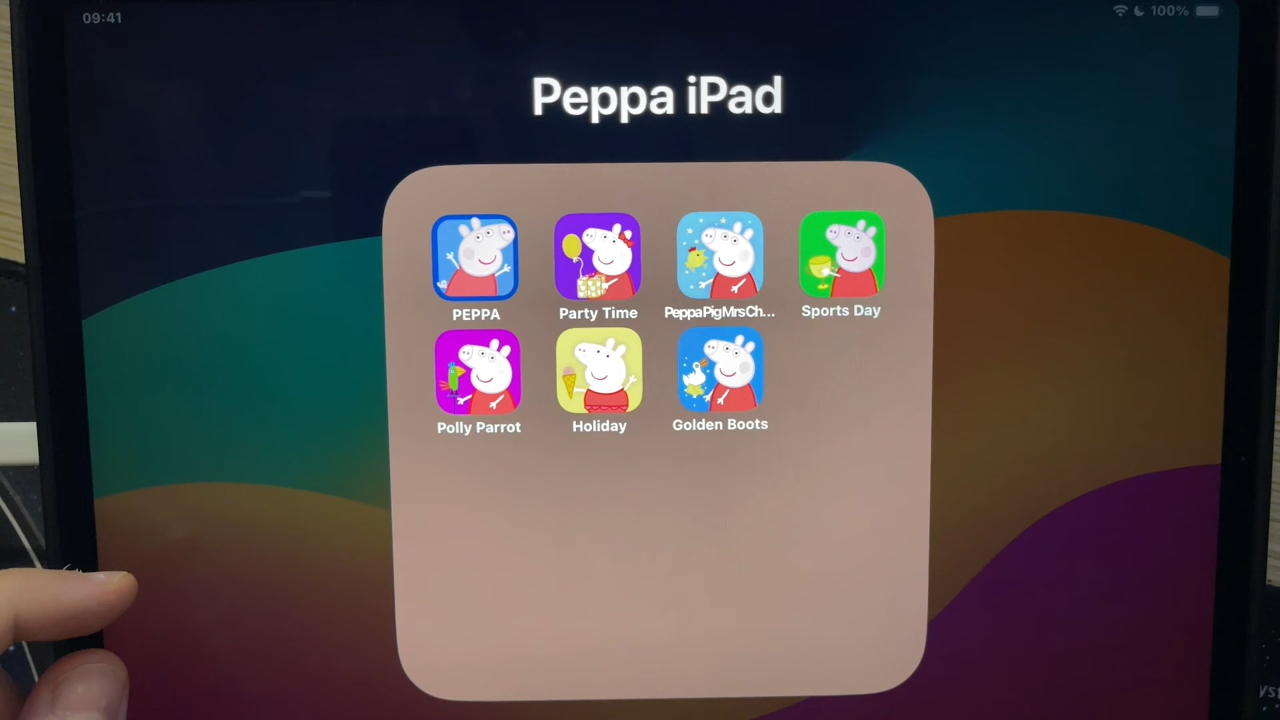 09:41
100%
Peppa iPad
PEPPA
Party Time
PeppaPigMrsCh...
Sports Day
Polly Parrot
Holiday
Golden Boots